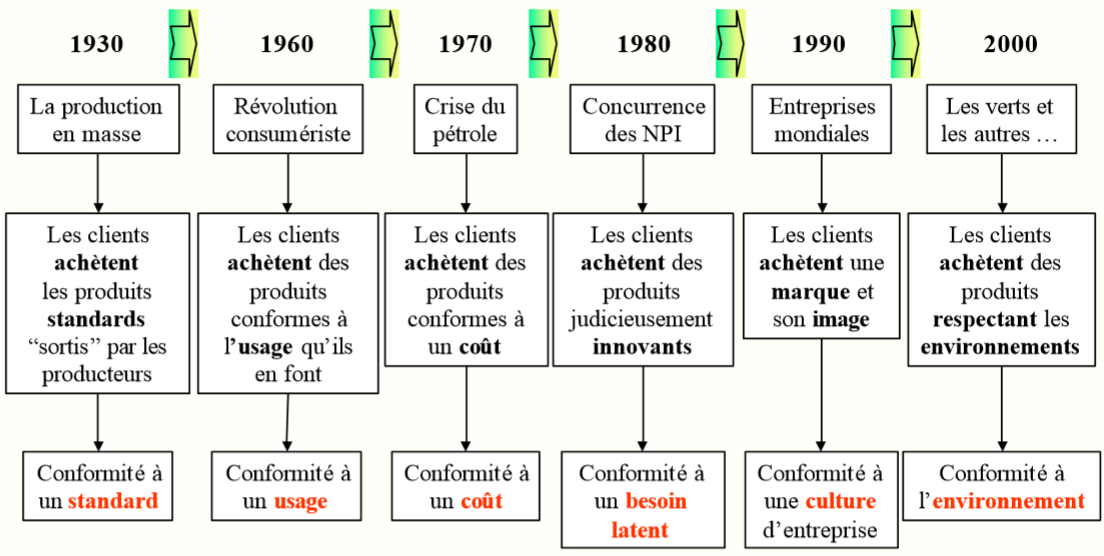 1930
1960
1970
1980
1990
2000
La production
en masse
Révolution
consumériste
Crise du
pétrole
Concurrence
des NPI
Entreprises
mondiales
Les verts et
les autres …
Les clients
achètent
les produits
standards
“sortis” par les
producteurs
Les clients
achètent des
produits
conformes à
l’usage qu’ils
en font
Les clients
achètent des
produits
conformes à
un coût
Les clients
achètent des
produits
judicieusement
innovants
Les clients
achètent une
marque et
son image
Les clients
achètent des
produits
respectant les
environnements
Conformité à
un standard
Conformité à
un usage
Conformité à
un coût
Conformité à
un besoin
latent
Conformité à
une culture
d’entreprise
Conformité à
l’environnement